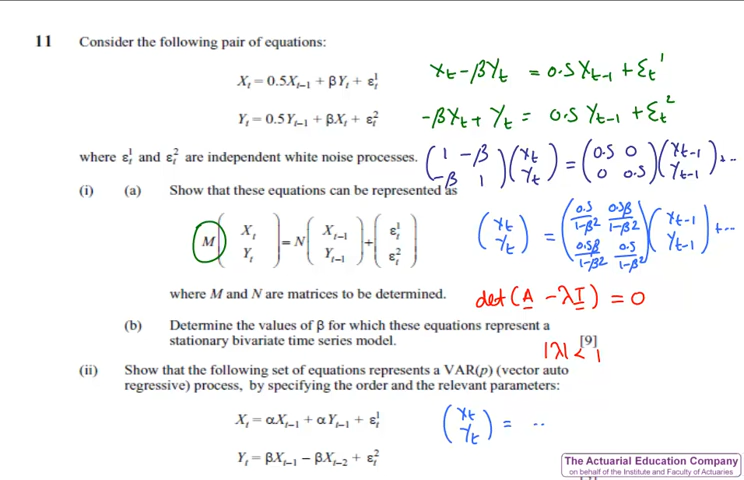 11 Consider the following pair of equations:
X_t = 0.5X_{t−1} + βY_t + ε_t^1
x_t − βY_t = 0.5X_{t−1} + Σ_t^1
Y_t = 0.5Y_{t−1} + βX_t + ε_t^2
−βX_t + Y_t = 0.5 Y_{t−1} + Σ_t^2
where ε_t^1 and ε_t^2 are independent white noise processes.
(1 −β; −β 1)(x_t; Y_t) = (0.5 0; 0 0.5)(X_{t−1}; Y_{t−1}) + ...
(i) (a) Show that these equations can be represented as
M (X_t; Y_t) = N (X_{t−1}; Y_{t−1}) + (ε_t^1; ε_t^2)
(x_t; Y_t) = (0.5/1−β² 0.5β/1−β²; 0.5β/1−β² 0.5/1−β²)(X_{t−1}; Y_{t−1}) + ...
where M and N are matrices to be determined.
det(A − λI) = 0
(b) Determine the values of β for which these equations represent a
stationary bivariate time series model.
[9]
|λ| < 1
(ii) Show that the following set of equations represents a VAR(p) (vector auto
regressive) process, by specifying the order and the relevant parameters:
X_t = αX_{t−1} + αY_{t−1} + ε_t^1
(x_t; Y_t) = ..
Y_t = βX_{t−1} − βX_{t−2} + ε_t^2
The Actuarial Education Company
on behalf of the Institute and Faculty of Actuaries